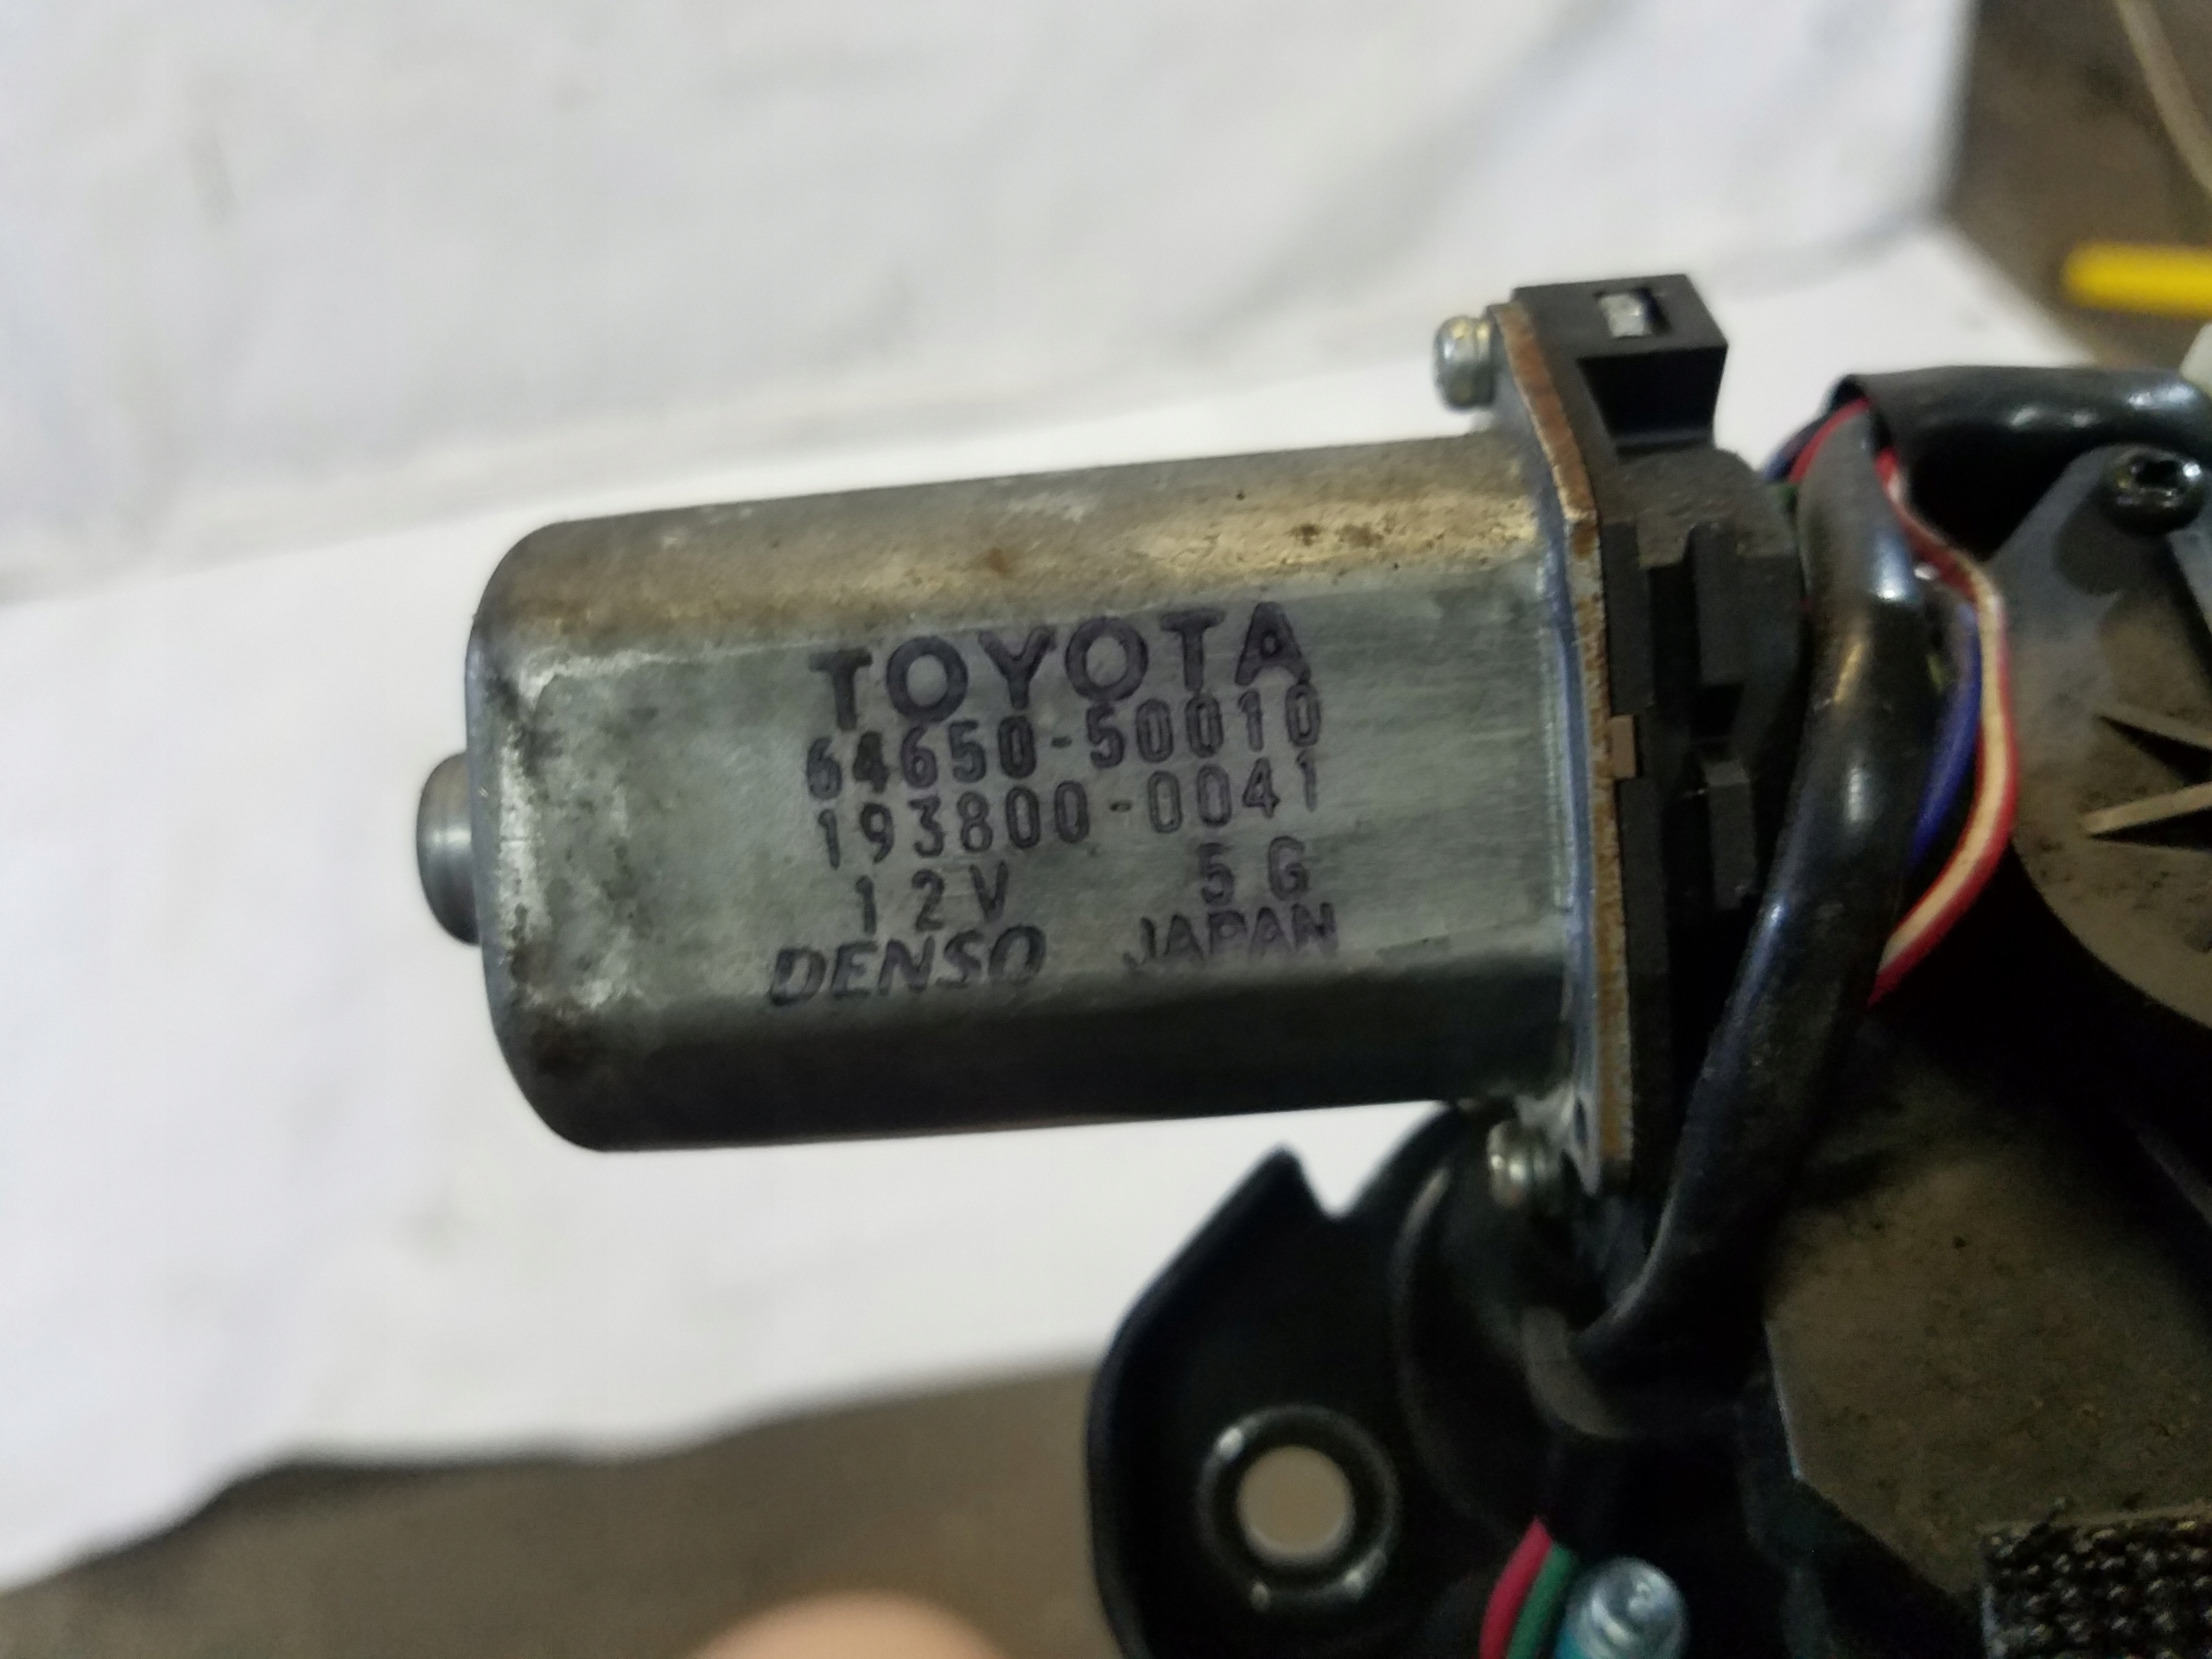 TOYOTA
64650-50010
193800-0041
12V 5G
DENSO JAPAN